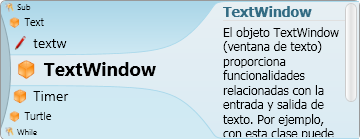 Sub
Text
textw
TextWindow
Timer
Turtle
While
TextWindow
El objeto TextWindow
(ventana de texto)
proporciona
funcionalidades
relacionadas con la
entrada y salida de
texto. Por ejemplo,
con esta clase puede